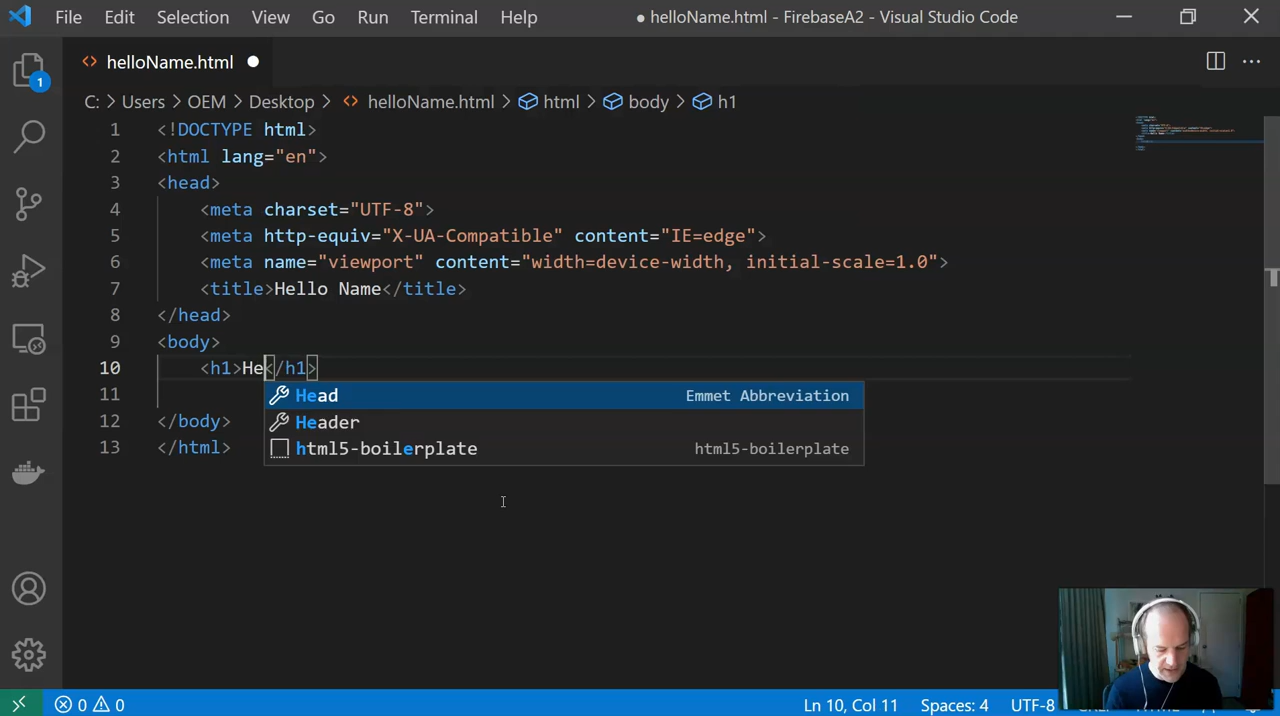 File Edit Selection View Go Run Terminal Help ● helloName.html - FirebaseA2 - Visual Studio Code
helloName.html
1
C: > Users > OEM > Desktop > helloName.html > html > body > h1
1 <!DOCTYPE html>
2 <html lang="en">
3 <head>
4 <meta charset="UTF-8">
5 <meta http-equiv="X-UA-Compatible" content="IE=edge">
6 <meta name="viewport" content="width=device-width, initial-scale=1.0">
7 <title>Hello Name</title>
8 </head>
9 <body>
10 <h1>He</h1>
11 Head Emmet Abbreviation
12 </body> Header
13 </html> html5-boilerplate html5-boilerplate
0 0 Ln 10, Col 11 Spaces: 4 UTF-8